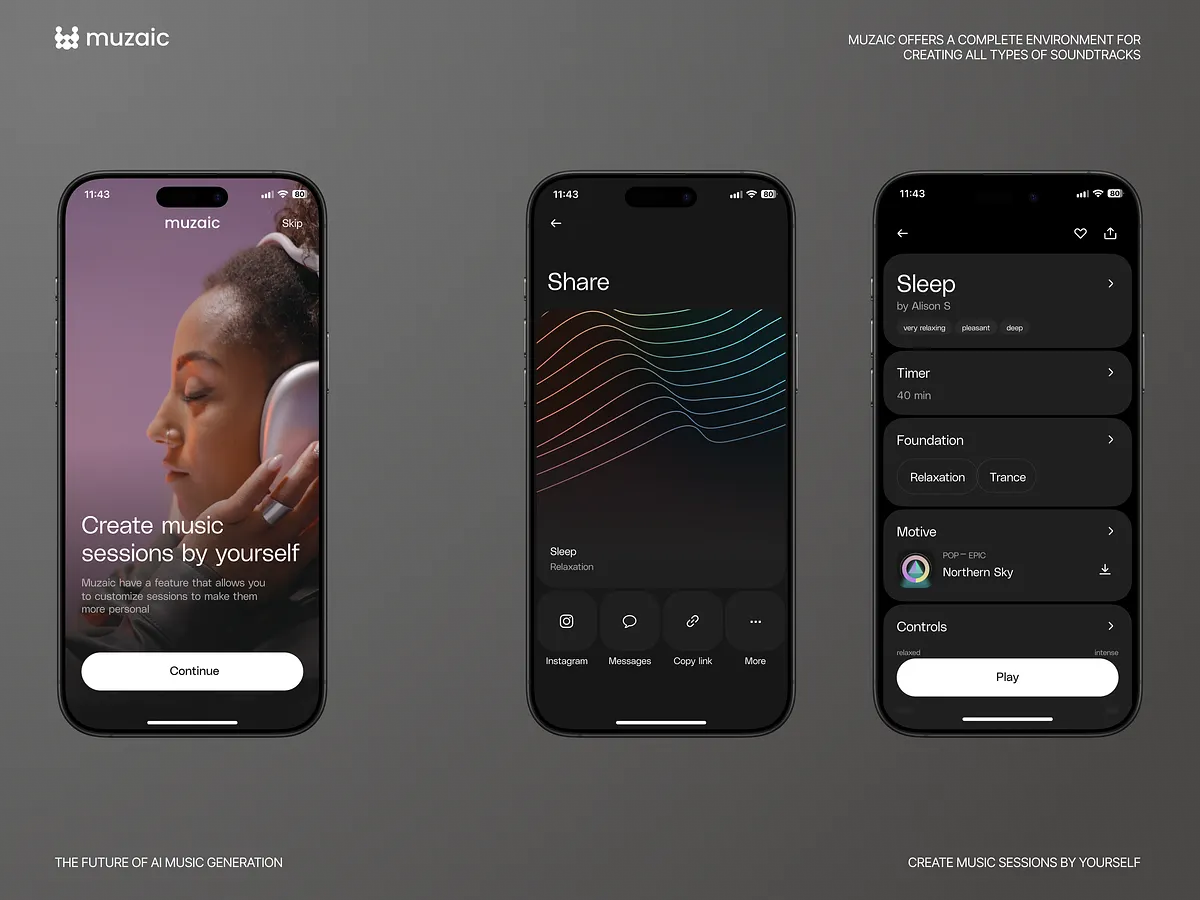 muzaic
MUZAIC OFFERS A COMPLETE ENVIRONMENT FOR
CREATING ALL TYPES OF SOUNDTRACKS
11:43
80
muzaic
Skip
Create music
sessions by yourself
Muzaic have a feature that allows you
to customize sessions to make them
more personal
Continue
11:43
80
Share
Sleep
Relaxation
Instagram
Messages
Copy link
More
11:43
80
Sleep
by Alison S
very relaxing
pleasant
deep
Timer
40 min
Foundation
Relaxation
Trance
Motive
POP — EPIC
Northern Sky
Controls
relaxed
intense
Play
THE FUTURE OF AI MUSIC GENERATION
CREATE MUSIC SESSIONS BY YOURSELF